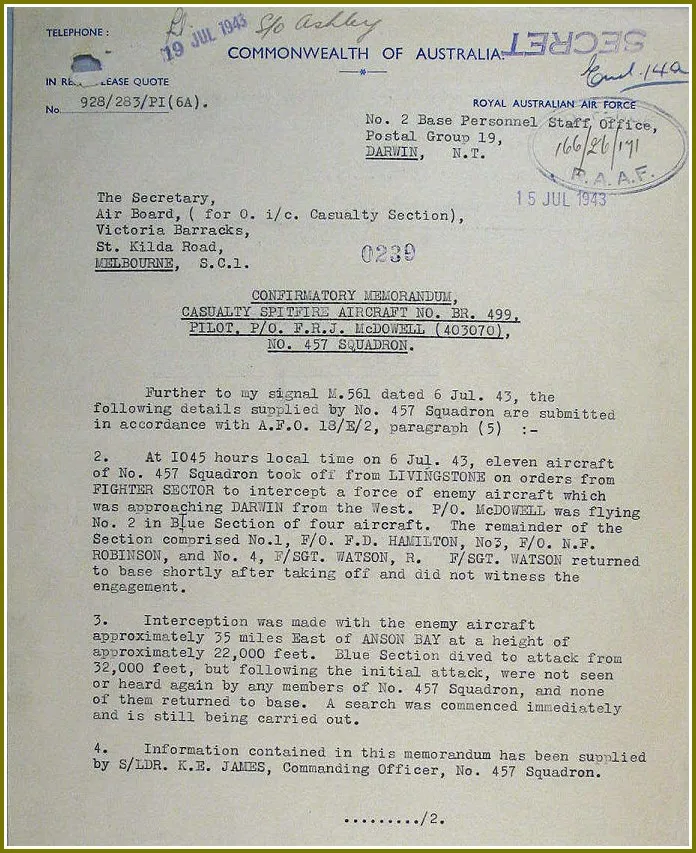 TELEPHONE :
19 JUL 1943
S/o Ashley
SECRET
COMMONWEALTH OF AUSTRALIA.
Encl. 14a
IN RE LEASE QUOTE
No. 928/283/PI(6A).
ROYAL AUSTRALIAN AIR FORCE
No. 2 Base Personnel Staff Office,
Postal Group 19,
DARWIN, N.T.
166/26/171
R.A.A.F.
15 JUL 1943
The Secretary,
Air Board, ( for O. i/c. Casualty Section),
Victoria Barracks,
St. Kilda Road,
MELBOURNE, S.C.1.
0239
CONFIRMATORY MEMORANDUM,
CASUALTY SPITFIRE AIRCRAFT NO. BR. 499,
PILOT, P/O. F.R.J. McDOWELL (403070),
NO. 457 SQUADRON.
Further to my signal M.561 dated 6 Jul. 43, the
following details supplied by No. 457 Squadron are submitted
in accordance with A.F.O. 18/E/2, paragraph (5) :-
2. At I045 hours local time on 6 Jul. 43, eleven aircraft
of No. 457 Squadron took off from LIVINGSTONE on orders from
FIGHTER SECTOR to intercept a force of enemy aircraft which
was approaching DARWIN from the West. P/O. McDOWELL was flying
No. 2 in Blue Section of four aircraft. The remainder of the
Section comprised No.1, F/O. F.D. HAMILTON, No3, F/O. N.F.
ROBINSON, and No. 4, F/SGT. WATSON, R. F/SGT. WATSON returned
to base shortly after taking off and did not witness the
engagement.
3. Interception was made with the enemy aircraft
approximately 35 miles East of ANSON BAY at a height of
approximately 22,000 feet. Blue Section dived to attack from
32,000 feet, but following the initial attack, were not seen
or heard again by any members of No. 457 Squadron, and none
of them returned to base. A search was commenced immediately
and is still being carried out.
4. Information contained in this memorandum has been supplied
by S/LDR. K.E. JAMES, Commanding Officer, No. 457 Squadron.
........./2.